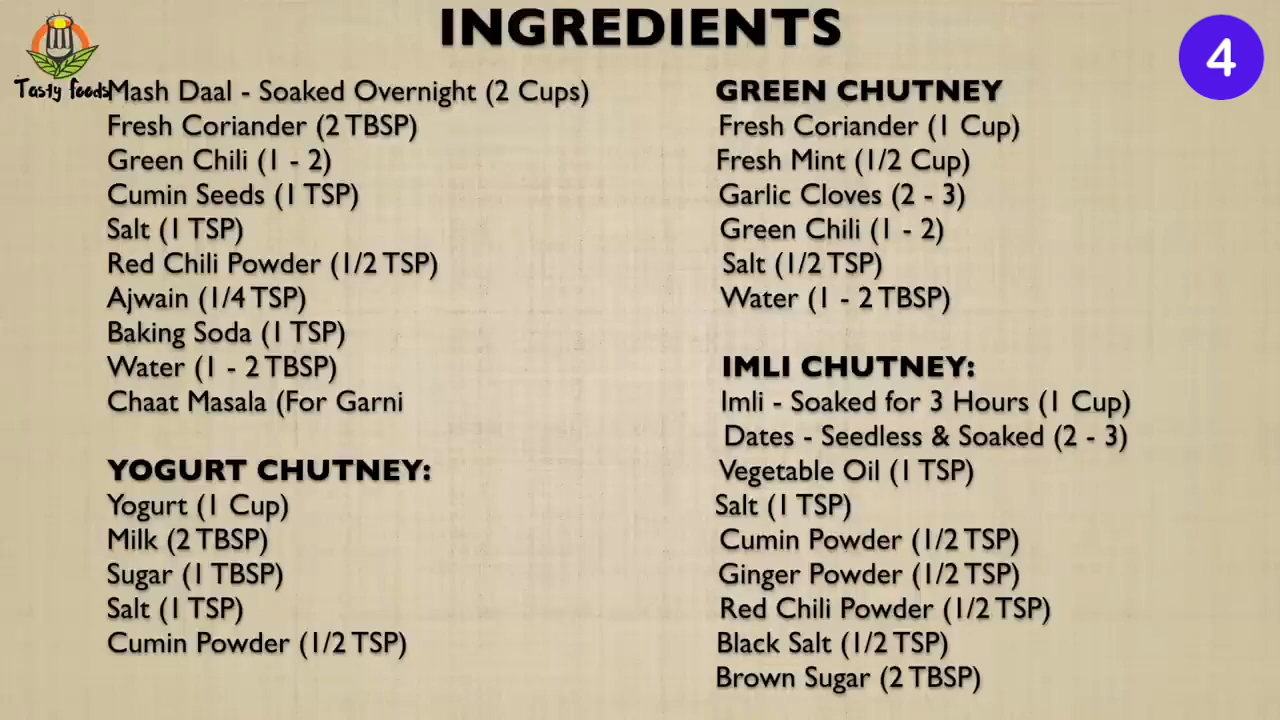 INGREDIENTS
4
Tasty foods
Mash Daal - Soaked Overnight (2 Cups)
Fresh Coriander (2 TBSP)
Green Chili (1 - 2)
Cumin Seeds (1 TSP)
Salt (1 TSP)
Red Chili Powder (1/2 TSP)
Ajwain (1/4 TSP)
Baking Soda (1 TSP)
Water (1 - 2 TBSP)
Chaat Masala (For Garni
YOGURT CHUTNEY:
Yogurt (1 Cup)
Milk (2 TBSP)
Sugar (1 TBSP)
Salt (1 TSP)
Cumin Powder (1/2 TSP)
GREEN CHUTNEY
Fresh Coriander (1 Cup)
Fresh Mint (1/2 Cup)
Garlic Cloves (2 - 3)
Green Chili (1 - 2)
Salt (1/2 TSP)
Water (1 - 2 TBSP)
IMLI CHUTNEY:
Imli - Soaked for 3 Hours (1 Cup)
Dates - Seedless & Soaked (2 - 3)
Vegetable Oil (1 TSP)
Salt (1 TSP)
Cumin Powder (1/2 TSP)
Ginger Powder (1/2 TSP)
Red Chili Powder (1/2 TSP)
Black Salt (1/2 TSP)
Brown Sugar (2 TBSP)